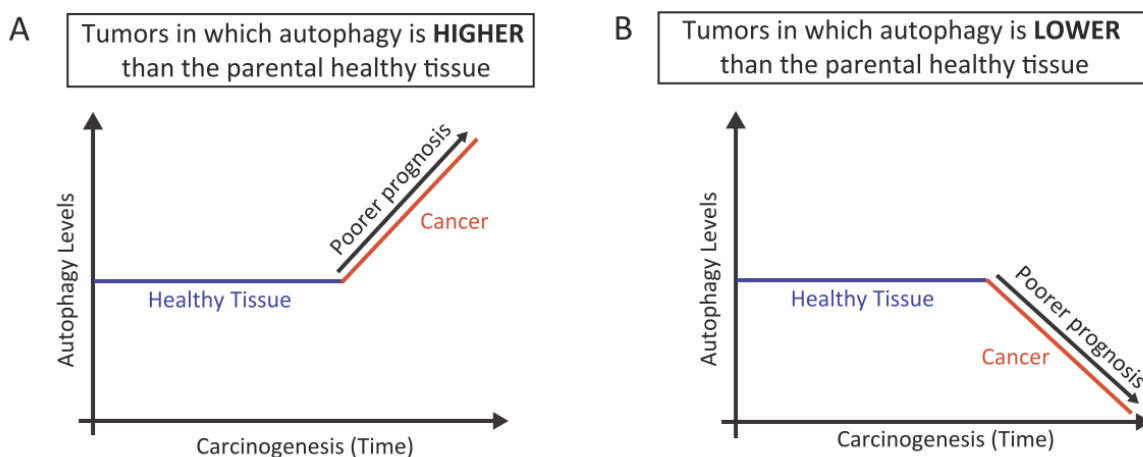 A
Tumors in which autophagy is HIGHER
than the parental healthy tissue
Autophagy Levels
Healthy Tissue
Poorer prognosis
Cancer
Carcinogenesis (Time)
B
Tumors in which autophagy is LOWER
than the parental healthy tissue
Autophagy Levels
Healthy Tissue
Poorer prognosis
Cancer
Carcinogenesis (Time)